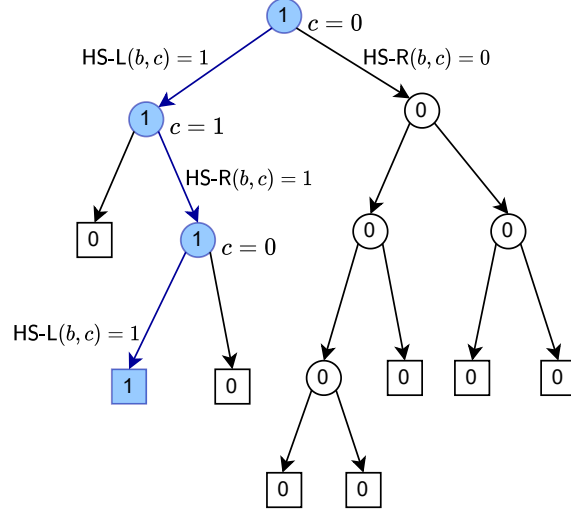 1
c = 0
HS-L(b, c) = 1
HS-R(b, c) = 0
1
c = 1
0
HS-R(b, c) = 1
0
1
c = 0
0
0
HS-L(b, c) = 1
1
0
0
0
0
0
0
0